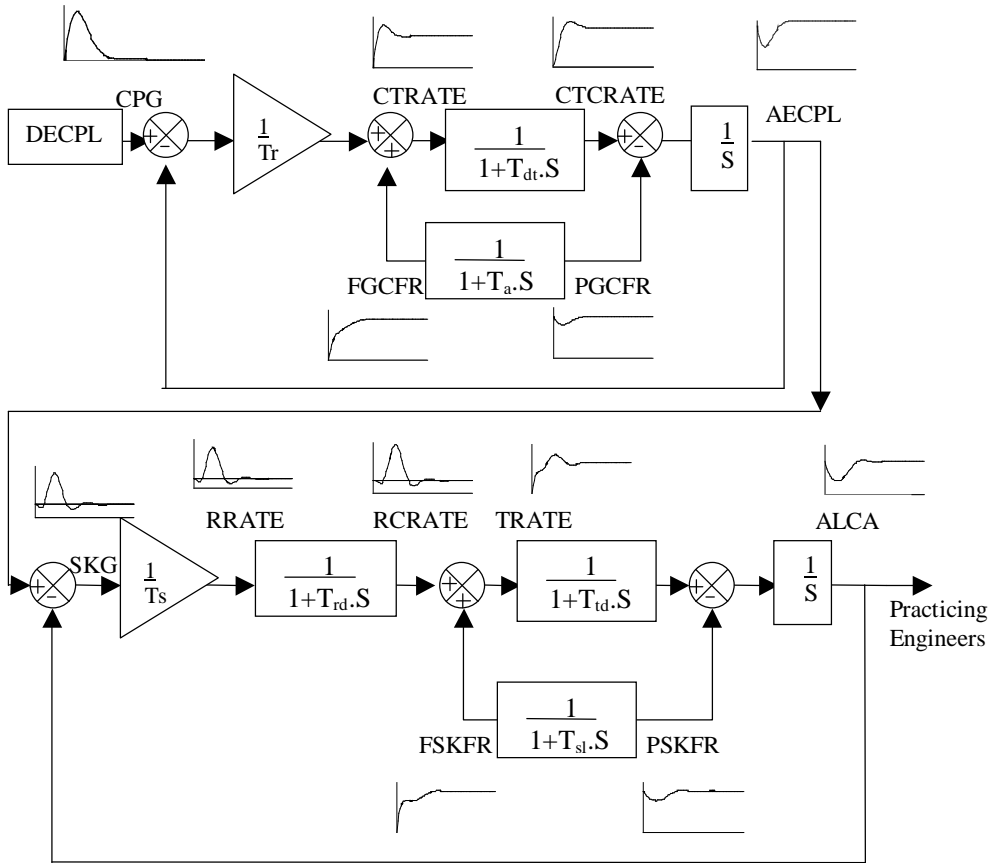 CPG
CTRATE
CTCRATE
AECPL
DECPL
+
−
1
Tr
+
+
1
1+Tdt.S
+
−
1
S
1
1+Ta.S
FGCFR
PGCFR
RRATE
RCRATE
TRATE
ALCA
SKG
+
−
1
Ts
1
1+Trd.S
+
+
1
1+Ttd.S
+
−
1
S
Practicing
Engineers
1
1+Tsl.S
FSKFR
PSKFR